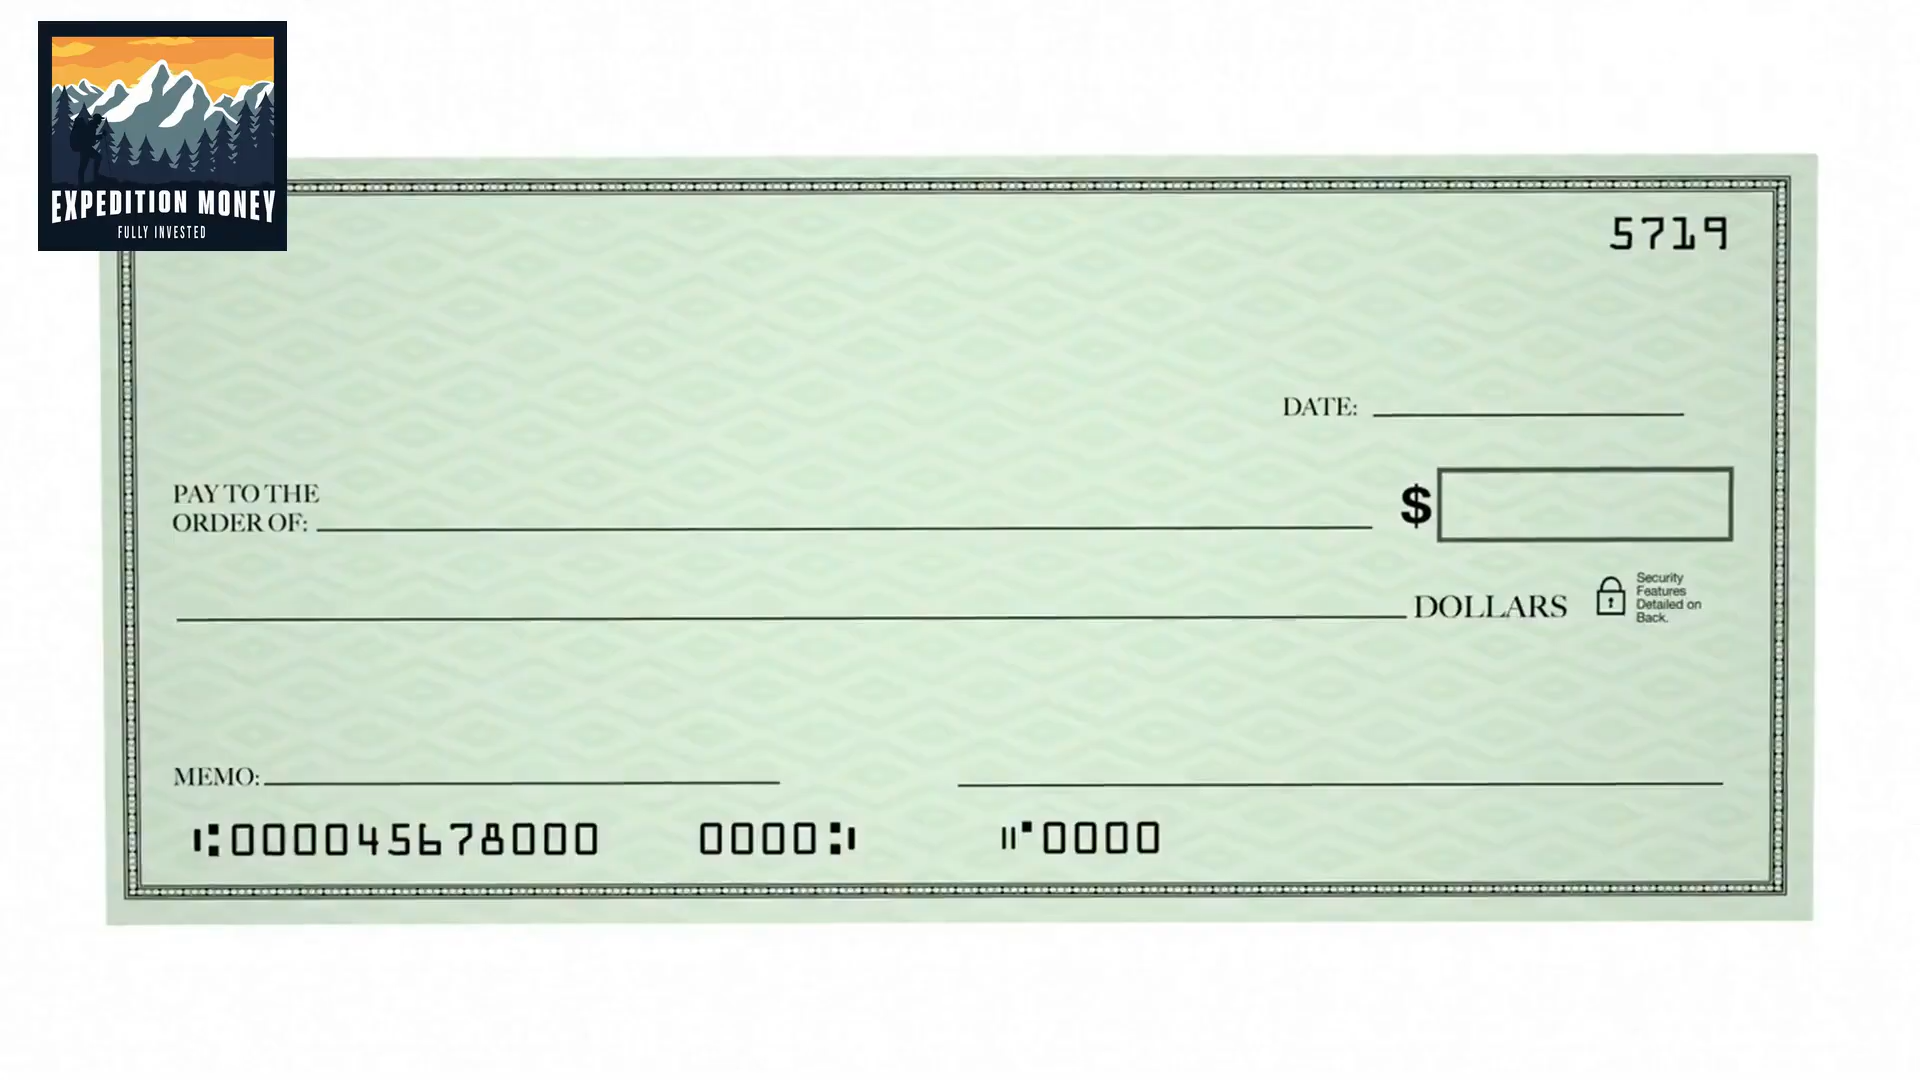 EXPEDITION MONEY
FULLY INVESTED
5719
DATE:
PAY TO THE
ORDER OF:
$
DOLLARS
Security
Features
Detailed on
Back.
MEMO:
⑆000045678000 0000⑆ ⑈0000